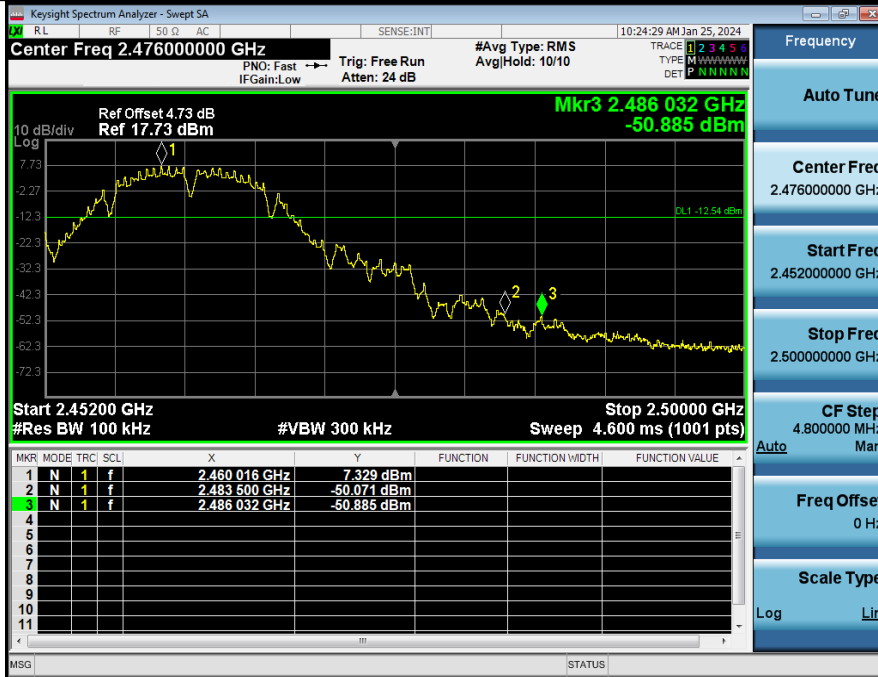 Keysight Spectrum Analyzer - Swept SA
LXI RL RF 50 Ω AC SENSE:INT 10:24:29 AM Jan 25, 2024
Center Freq 2.476000000 GHz #Avg Type: RMS TRACE 1 2 3 4 5 6
PNO: Fast Trig: Free Run Avg|Hold: 10/10 TYPE M WWWWW
IFGain:Low Atten: 24 dB DET P N N N N N
Ref Offset 4.73 dB Mkr3 2.486 032 GHz
10 dB/div Ref 17.73 dBm -50.885 dBm
Log
1
7.73
-2.27
DL1 -12.54 dBm
-12.3
-22.3
-32.3
-42.3
2 3
-52.3
-62.3
-72.3
Start 2.45200 GHz Stop 2.50000 GHz
#Res BW 100 kHz #VBW 300 kHz Sweep 4.600 ms (1001 pts)
MKR MODE TRC SCL X Y FUNCTION FUNCTION WIDTH FUNCTION VALUE
1 N 1 f 2.460 016 GHz 7.329 dBm
2 N 1 f 2.483 500 GHz -50.071 dBm
3 N 1 f 2.486 032 GHz -50.885 dBm
4
5
6
7
8
9
10
11
MSG STATUS
Frequency
Auto Tune
Center Freq
2.476000000 GHz
Start Freq
2.452000000 GHz
Stop Freq
2.500000000 GHz
CF Step
4.800000 MHz
Auto Man
Freq Offset
0 Hz
Scale Type
Log Lin